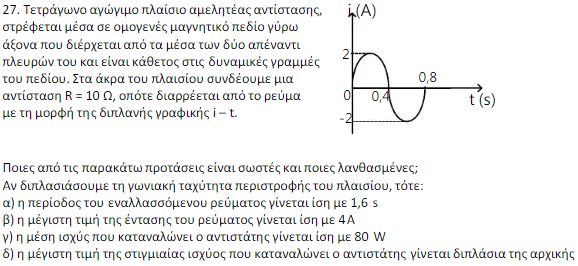 27. Τετράγωνο αγώγιμο πλαίσιο αμελητέας αντίστασης,
στρέφεται μέσα σε ομογενές μαγνητικό πεδίο γύρω
άξονα που διέρχεται από τα μέσα των δύο απέναντι
πλευρών του και είναι κάθετος στις δυναμικές γραμμές
του πεδίου. Στα άκρα του πλαισίου συνδέουμε μια
αντίσταση R = 10 Ω, οπότε διαρρέεται από το ρεύμα
με τη μορφή της διπλανής γραφικής i – t.
i (A)
2
0
0,4
0,8
t (s)
-2
Ποιες από τις παρακάτω προτάσεις είναι σωστές και ποιες λανθασμένες;
Αν διπλασιάσουμε τη γωνιακή ταχύτητα περιστροφής του πλαισίου, τότε:
α) η περίοδος του εναλλασσόμενου ρεύματος γίνεται ίση με 1,6 s
β) η μέγιστη τιμή της έντασης του ρεύματος γίνεται ίση με 4Α
γ) η μέση ισχύς που καταναλώνει ο αντιστάτης γίνεται ίση με 80 W
δ) η μέγιστη τιμή της στιγμιαίας ισχύος που καταναλώνει ο αντιστάτης γίνεται διπλάσια της αρχικής